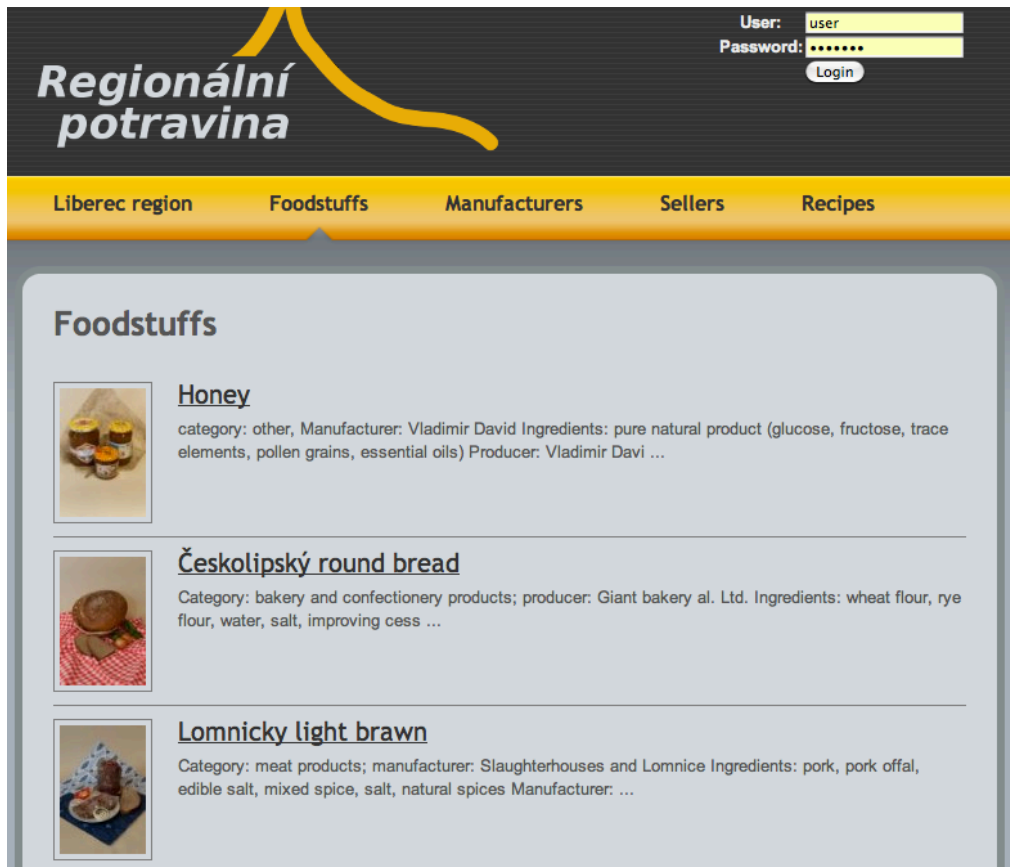 User: user
Password: •••••••
Login
Regionální
potravina
Liberec region Foodstuffs Manufacturers Sellers Recipes
Foodstuffs
Honey
category: other, Manufacturer: Vladimir David Ingredients: pure natural product (glucose, fructose, trace
elements, pollen grains, essential oils) Producer: Vladimir Davi ...
Českolipský round bread
Category: bakery and confectionery products; producer: Giant bakery al. Ltd. Ingredients: wheat flour, rye
flour, water, salt, improving cess ...
Lomnicky light brawn
Category: meat products; manufacturer: Slaughterhouses and Lomnice Ingredients: pork, pork offal,
edible salt, mixed spice, salt, natural spices Manufacturer: ...